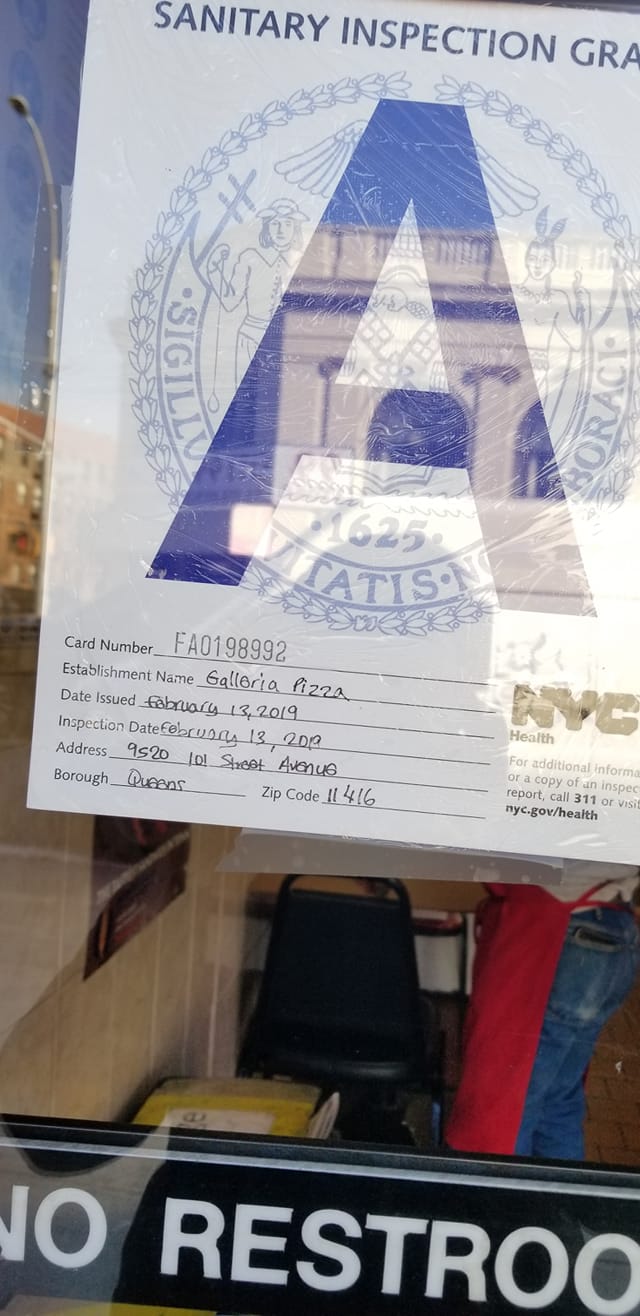 SANITARY INSPECTION GRA
SIGILLU
BORACI
·1625·
ITATIS·N
Card Number FA0198992
Establishment Name Galleria Pizza
Date Issued February 13, 2019
Inspection Date February 13, 2019
Address 9520 101 Street Avenue
Borough Queens Zip Code 11416
NYC
Health
For additional informa
or a copy of an inspec
report, call 311 or visit
nyc.gov/health
NO RESTROO